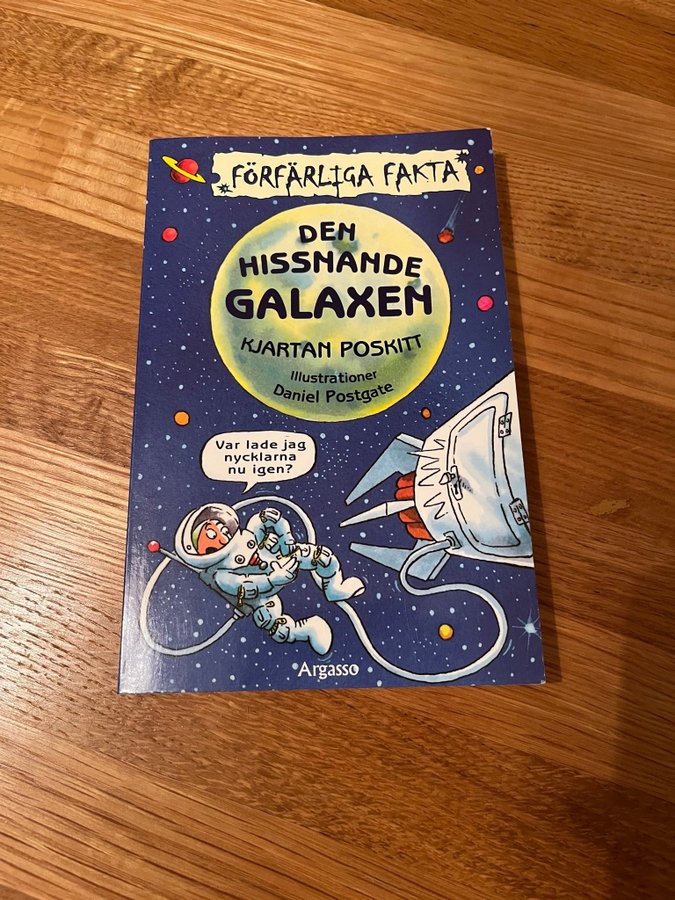 FÖRFÄRLIGA FAKTA
DEN
HISSNANDE
GALAXEN
KJARTAN POSKITT
Illustrationer
Daniel Postgate
Var lade jag
nycklarna
nu igen?
Argasso